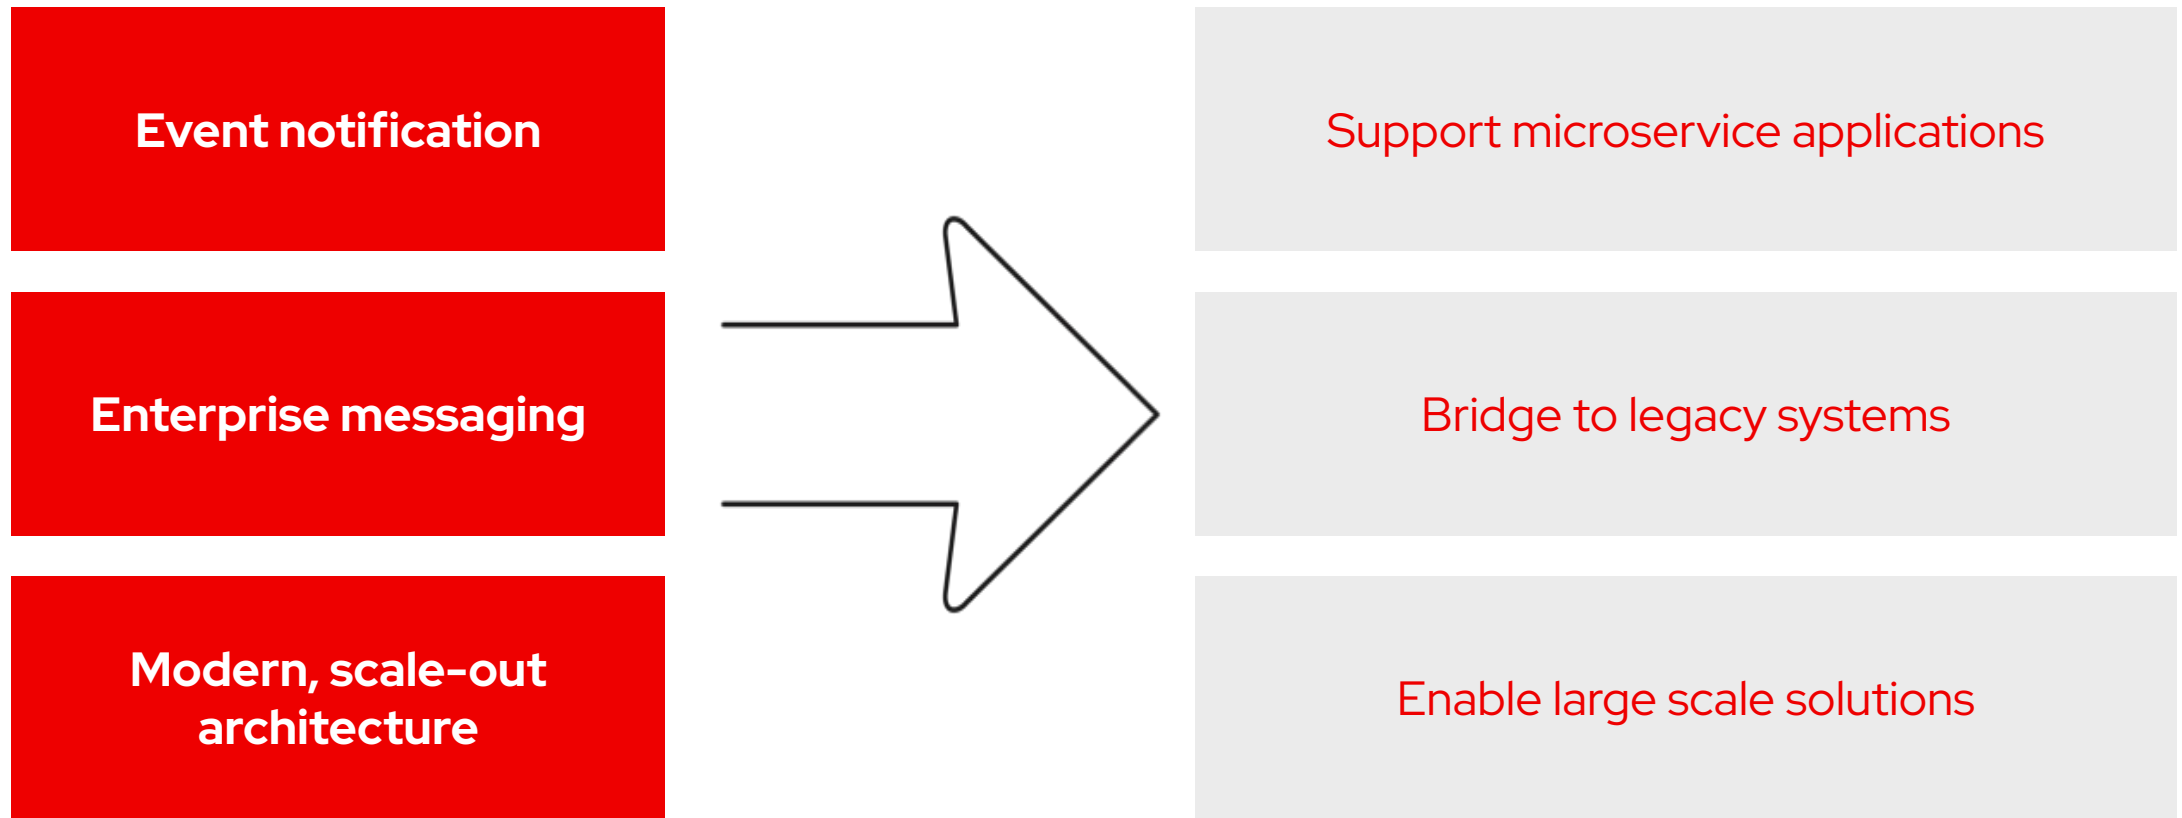 Event notification
Support microservice applications
Enterprise messaging
Bridge to legacy systems
Modern, scale-out
architecture
Enable large scale solutions